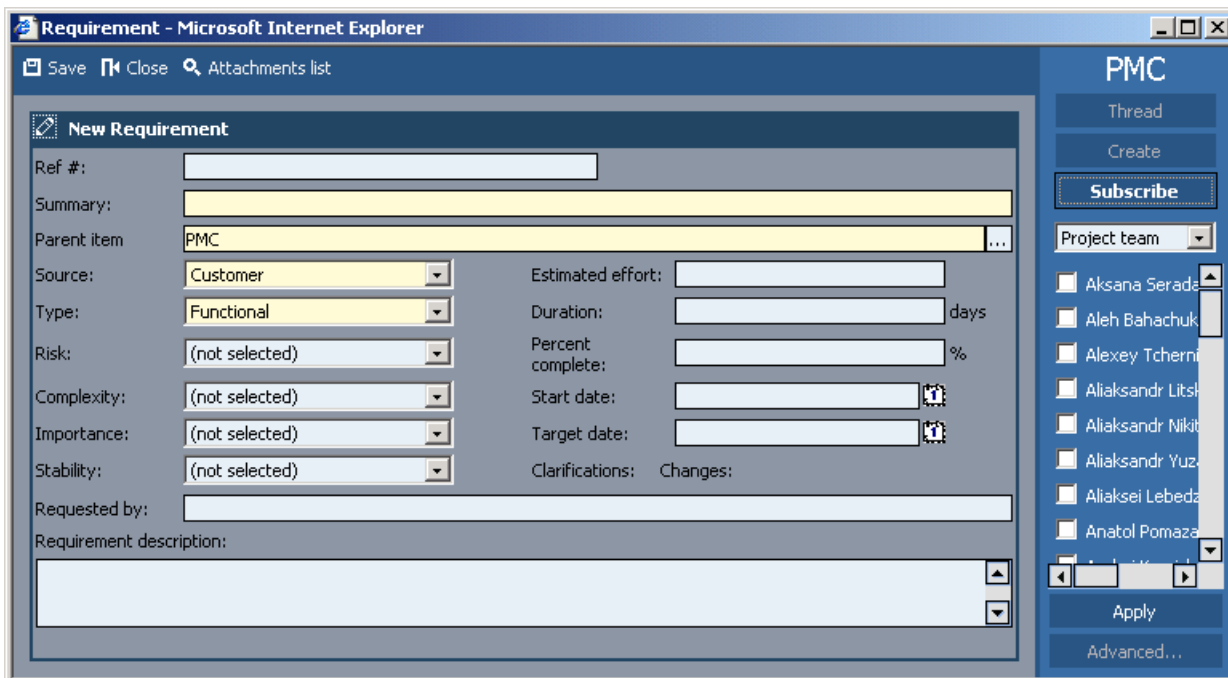 Requirement - Microsoft Internet Explorer
Save Close Attachments list
New Requirement
Ref #:
Summary:
Parent item PMC ...
Source: Customer Estimated effort:
Type: Functional Duration: days
Risk: (not selected) Percent complete: %
Complexity: (not selected) Start date: 1
Importance: (not selected) Target date: 1
Stability: (not selected) Clarifications: Changes:
Requested by:
Requirement description:
PMC
Thread
Create
Subscribe
Project team
Aksana Serada
Aleh Bahachuk
Alexey Tcherni
Aliaksandr Litsk
Aliaksandr Nikit
Aliaksandr Yuz
Aliaksei Lebedz
Anatol Pomaza
Apply
Advanced...